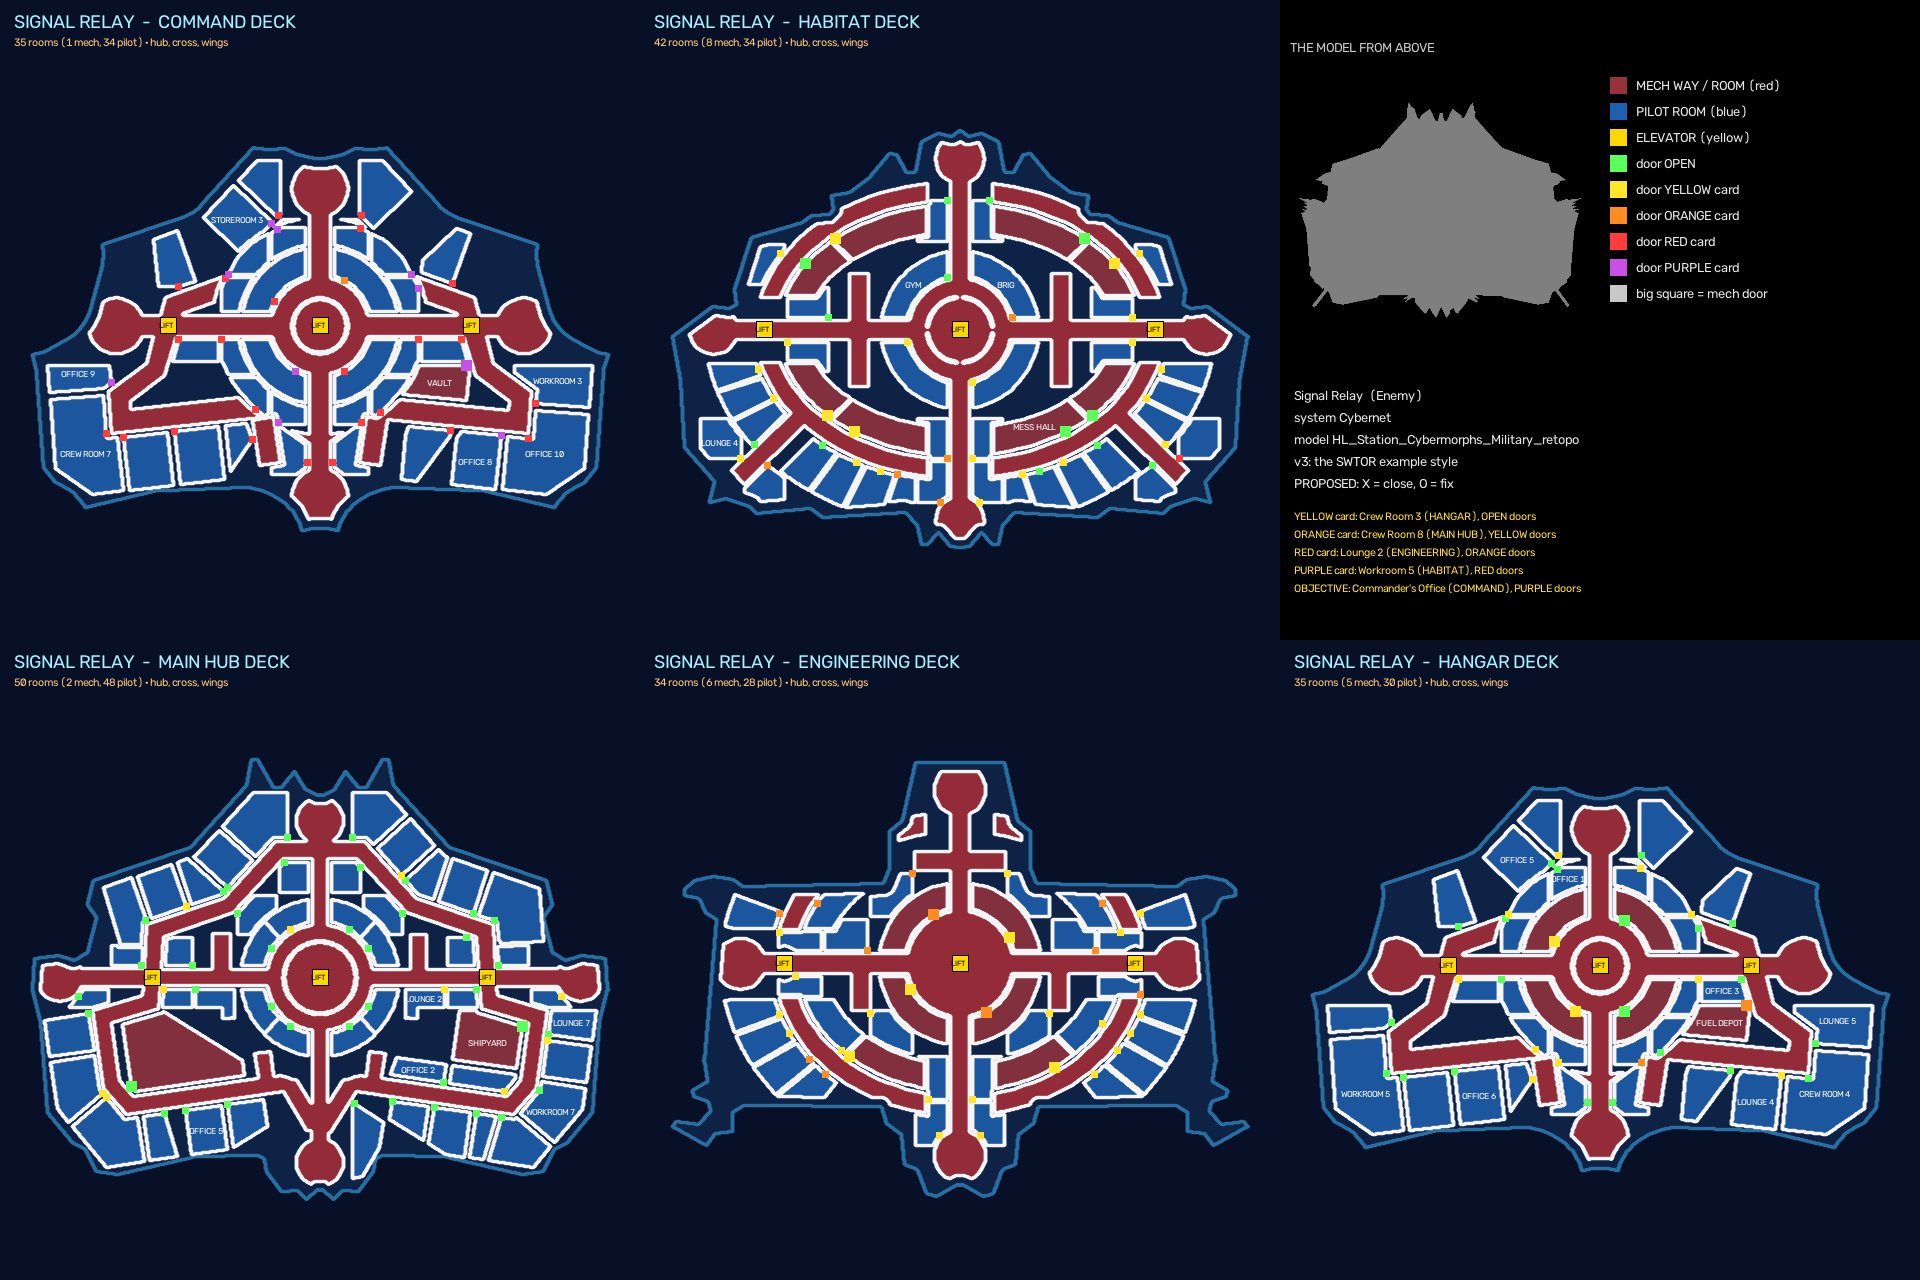 SIGNAL RELAY - COMMAND DECK
35 rooms (1 mech, 34 pilot) • hub, cross, wings
STOREROOM 3
LIFT
LIFT
LIFT
OFFICE 9
VAULT
WORKROOM 3
CREW ROOM 7
OFFICE 8
OFFICE 10
SIGNAL RELAY - HABITAT DECK
42 rooms (8 mech, 34 pilot) • hub, cross, wings
GYM
BRIG
LIFT
LIFT
LIFT
MESS HALL
LOUNGE 4
THE MODEL FROM ABOVE
MECH WAY / ROOM (red)
PILOT ROOM (blue)
ELEVATOR (yellow)
door OPEN
door YELLOW card
door ORANGE card
door RED card
door PURPLE card
big square = mech door
Signal Relay (Enemy)
system Cybernet
model HL_Station_Cybermorphs_Military_retopo
v3: the SWTOR example style
PROPOSED: X = close, O = fix
YELLOW card: Crew Room 3 (HANGAR), OPEN doors
ORANGE card: Crew Room 8 (MAIN HUB), YELLOW doors
RED card: Lounge 2 (ENGINEERING), ORANGE doors
PURPLE card: Workroom 5 (HABITAT), RED doors
OBJECTIVE: Commander's Office (COMMAND), PURPLE doors
SIGNAL RELAY - MAIN HUB DECK
50 rooms (2 mech, 48 pilot) • hub, cross, wings
LIFT
LIFT
LIFT
LOUNGE 2
LOUNGE 7
SHIPYARD
OFFICE 2
WORKROOM 7
OFFICE 5
SIGNAL RELAY - ENGINEERING DECK
34 rooms (6 mech, 28 pilot) • hub, cross, wings
LIFT
LIFT
LIFT
SIGNAL RELAY - HANGAR DECK
35 rooms (5 mech, 30 pilot) • hub, cross, wings
OFFICE 5
OFFICE 1
LIFT
LIFT
LIFT
OFFICE 3
FUEL DEPOT
LOUNGE 5
WORKROOM 5
OFFICE 6
LOUNGE 4
CREW ROOM 4